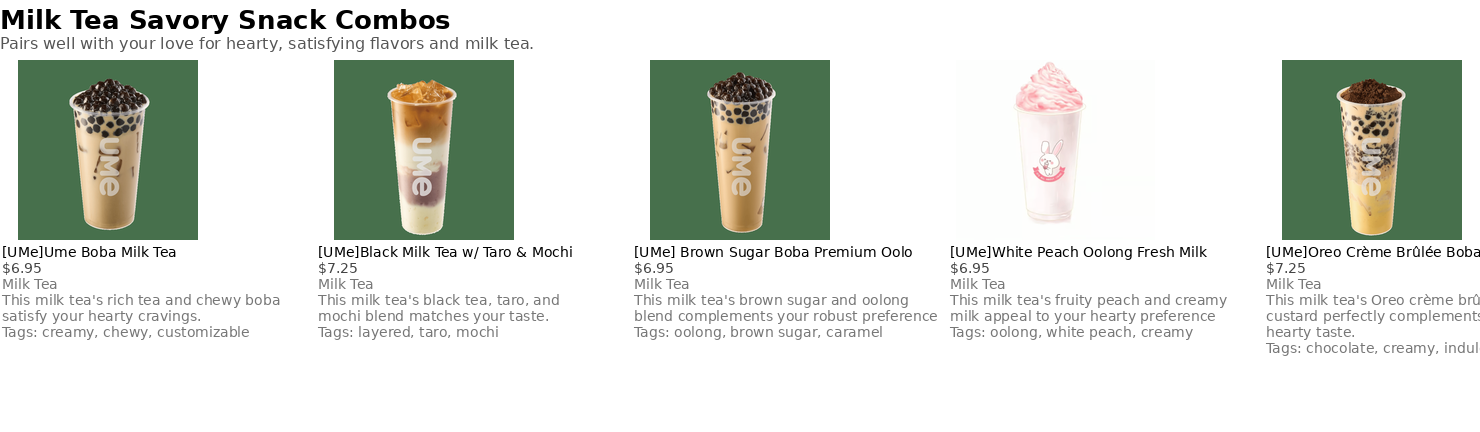 Milk Tea Savory Snack Combos
Pairs well with your love for hearty, satisfying flavors and milk tea.
UMe
UMe
UMe
UMe
[UMe]Ume Boba Milk Tea
$6.95
Milk Tea
This milk tea's rich tea and chewy boba
satisfy your hearty cravings.
Tags: creamy, chewy, customizable
[UMe]Black Milk Tea w/ Taro & Mochi
$7.25
Milk Tea
This milk tea's black tea, taro, and
mochi blend matches your taste.
Tags: layered, taro, mochi
[UMe] Brown Sugar Boba Premium Oolo
$6.95
Milk Tea
This milk tea's brown sugar and oolong
blend complements your robust preference
Tags: oolong, brown sugar, caramel
[UMe]White Peach Oolong Fresh Milk
$6.95
Milk Tea
This milk tea's fruity peach and creamy
milk appeal to your hearty preference
Tags: oolong, white peach, creamy
[UMe]Oreo Crème Brûlée Boba
$7.25
Milk Tea
This milk tea's Oreo crème brû
custard perfectly complements
hearty taste.
Tags: chocolate, creamy, indul